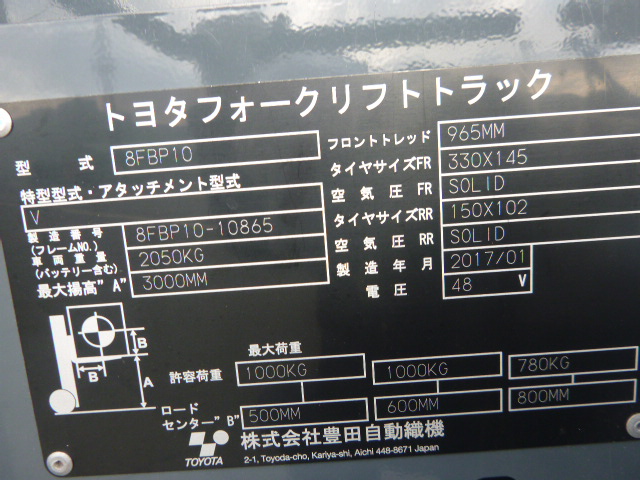 トヨタフォークリフトトラック
型式 8FBP10
特型型式・アタッチメント型式
V
製造番号 (フレームNO.) 8FBP10-10865
車両重量 (バッテリー含む) 2050KG
最大揚高"A" 3000MM
フロントトレッド 965MM
タイヤサイズFR 330X145
空気圧FR SOLID
タイヤサイズRR 150X102
空気圧RR SOLID
製造年月 2017/01
電圧 48 V
B
B
A
最大荷重
許容荷重 1000KG 1000KG 780KG
ロードセンター"B" 500MM 600MM 800MM
TOYOTA 株式会社豊田自動織機
2-1, Toyoda-cho, Kariya-shi, Aichi 448-8671 Japan